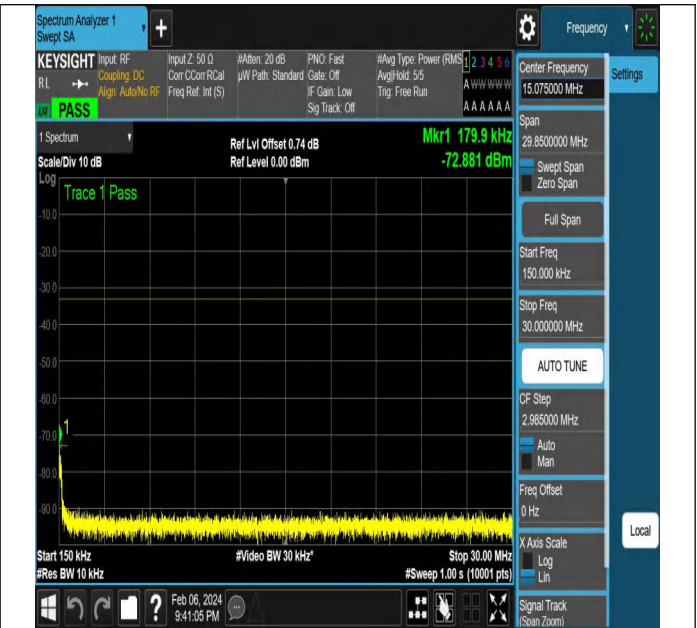 Spectrum Analyzer 1
Swept SA
+
Frequency
KEYSIGHT
RL
PASS
Input: RF
Coupling: DC
Align: Auto/No RF
Input Z: 50 Ω
Corr CCorr RCal
Freq Ref: Int (S)
#Atten: 20 dB
µW Path: Standard
PNO: Fast
Gate: Off
IF Gain: Low
Sig Track: Off
#Avg Type: Power (RMS
Avg|Hold: 5/5
Trig: Free Run
1 2 3 4 5 6
A W W W W W
A A A A A A
1 Spectrum
Scale/Div 10 dB
Ref Lvl Offset 0.74 dB
Ref Level 0.00 dBm
Mkr1 179.9 kHz
-72.881 dBm
Log
Trace 1 Pass
-10.0
-20.0
-30.0
-40.0
-50.0
-60.0
-70.0
-80.0
-90.0
1
Start 150 kHz
#Res BW 10 kHz
#Video BW 30 kHz*
Stop 30.00 MHz
#Sweep 1.00 s (10001 pts)
Feb 06, 2024
9:41:05 PM
Center Frequency
15.075000 MHz
Settings
Span
29.8500000 MHz
Swept Span
Zero Span
Full Span
Start Freq
150.000 kHz
Stop Freq
30.000000 MHz
AUTO TUNE
CF Step
2.985000 MHz
Auto
Man
Freq Offset
0 Hz
X Axis Scale
Log
Lin
Local
Signal Track
(Span Zoom)